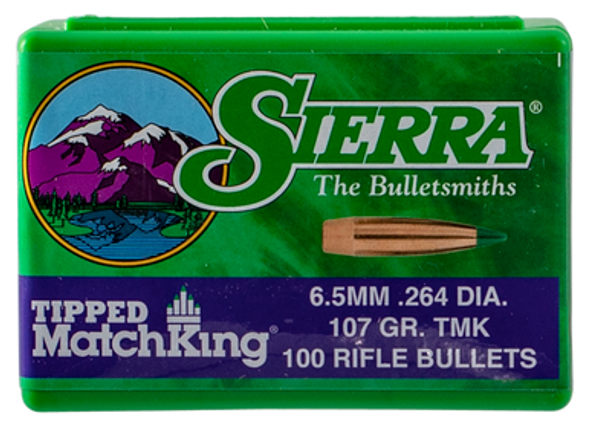 SIERRA®
The Bulletsmiths
TIPPED
MatchKing®
6.5MM .264 DIA.
107 GR. TMK
100 RIFLE BULLETS